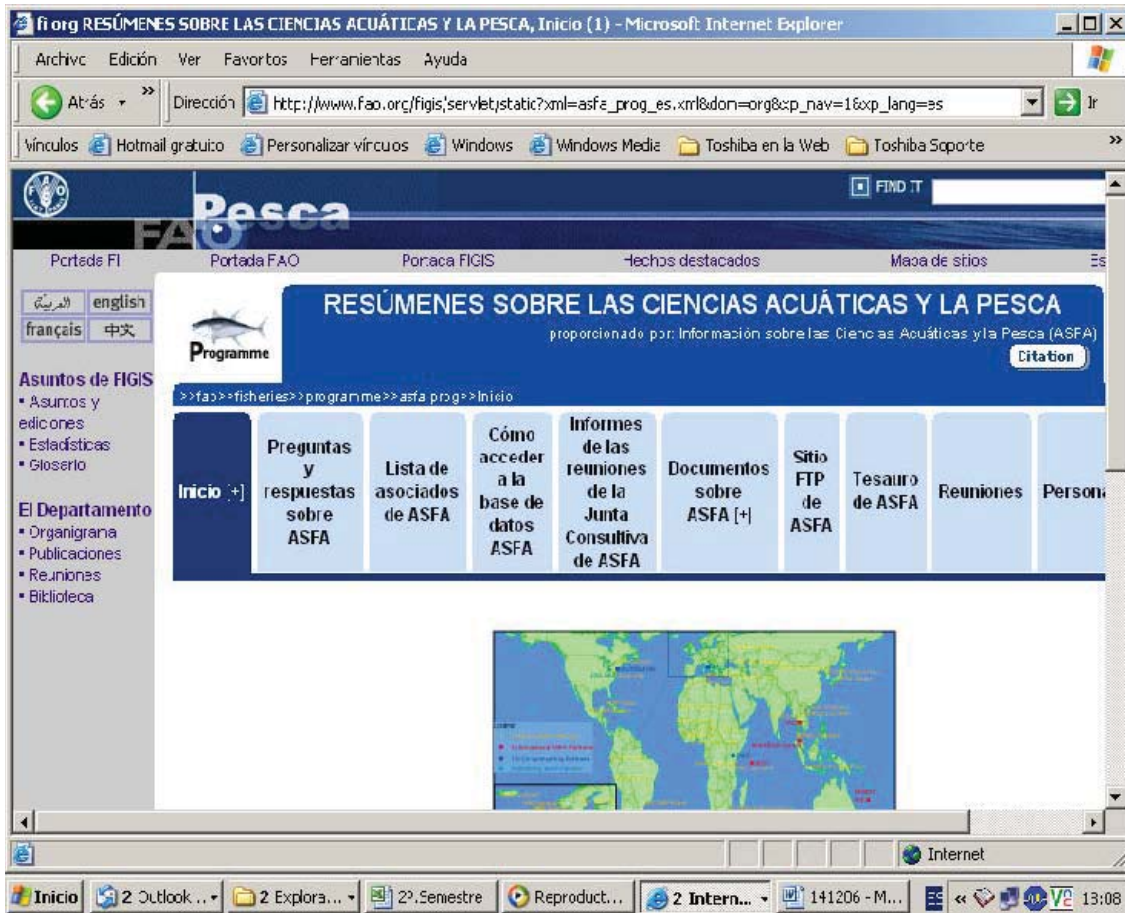 fi org RESÚMENES SOBRE LAS CIENCIAS ACUÁTICAS Y LA PESCA, Inicio (1) - Microsoft Internet Explorer
Archivo Edición Ver Favoritos Herramientas Ayuda
Atrás » Dirección http://www.fao.org/figis/servlet/static?xml=asfa_prog_es.xml&dom=org&xp_nav=1&xp_lang=es Ir
Vínculos Hotmail gratuito Personalizar vínculos Windows Windows Media Toshiba en la Web Toshiba Soporte »
FIND IT
Pesca
FAO
Portada FI Portada FAO Portada FIGIS Hechos destacados Mapa de sitios Es
العربيّة english
français 中文
RESÚMENES SOBRE LAS CIENCIAS ACUÁTICAS Y LA PESCA
proporcionado por: Información sobre las Ciencias Acuáticas y la Pesca (ASFA)
Programme
Citation
>>fao>>fisheries>>programme>>asfa prog>>Inicio
Asuntos de FIGIS
• Asuntos y
ediciones
• Estadísticas
• Glosario
El Departamento
• Organigrama
• Publicaciones
• Reuniones
• Biblioteca
Inicio [+]
Preguntas
y
respuestas
sobre
ASFA
Lista de
asociados
de ASFA
Cómo
acceder
a la
base de
datos
ASFA
Informes
de las
reuniones
de la
Junta
Consultiva
de ASFA
Documentos
sobre
ASFA [+]
Sitio
FTP
de
ASFA
Tesauro
de ASFA
Reuniones
Persona
Internet
Inicio 2 Outlook ... 2 Explora... 2º.Semestre Reproduct... 2 Intern... 141206 - M... ES « 13:08